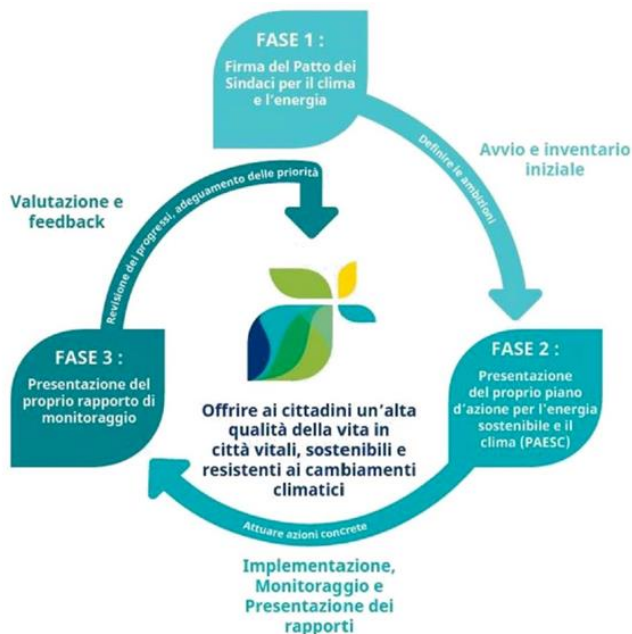 FASE 1 :
Firma del Patto dei
Sindaci per il clima
e l'energia
Definire le ambizioni
Avvio e inventario
iniziale
FASE 2 :
Presentazione
del proprio piano
d'azione per l'energia
sostenibile e il
clima (PAESC)
Attuare azioni concrete
Implementazione,
Monitoraggio e
Presentazione dei
rapporti
FASE 3 :
Presentazione del
proprio rapporto di
monitoraggio
Revisione dei progressi, adeguamento delle priorità
Valutazione e
feedback
Offrire ai cittadini un'alta
qualità della vita in
città vitali, sostenibili e
resistenti ai cambiamenti
climatici